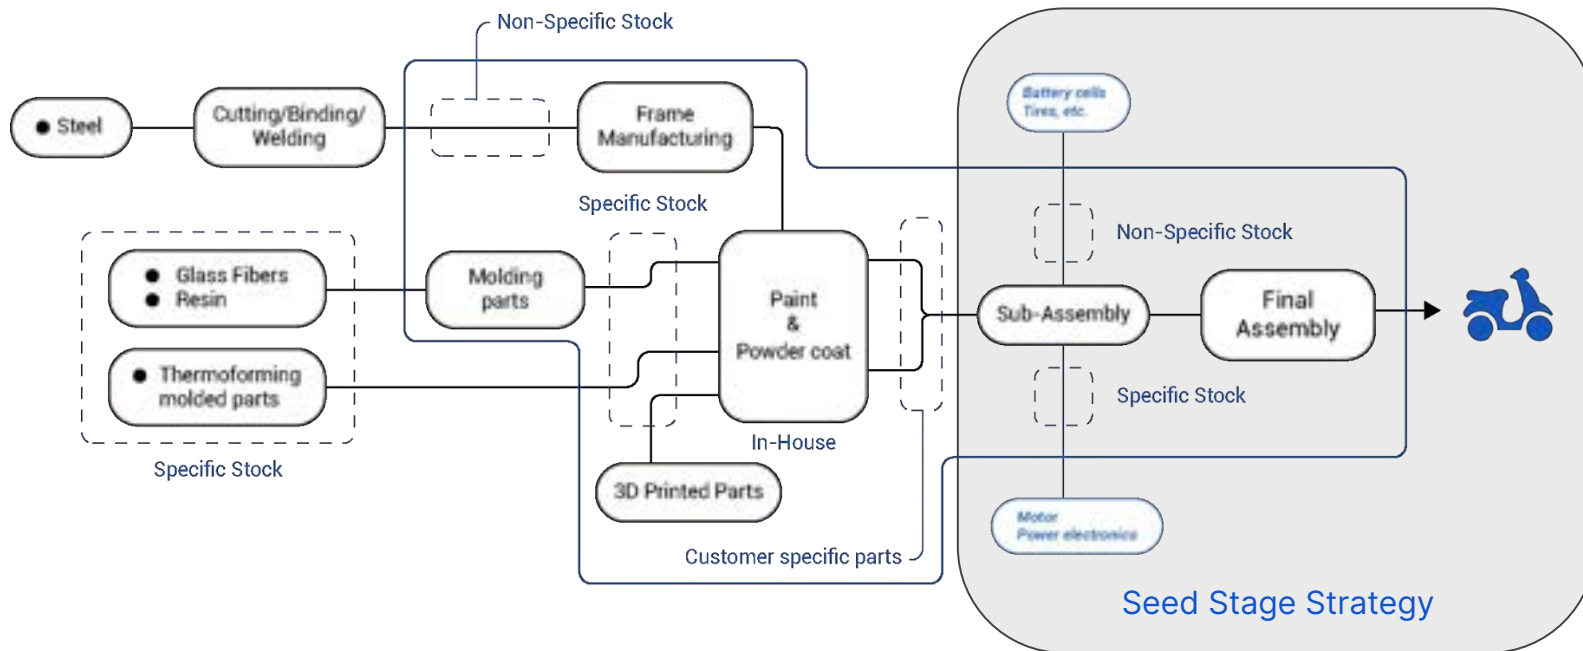 Non-Specific Stock
Battery cells
Tires, etc.
● Steel
Cutting/Binding/
Welding
Frame
Manufacturing
Specific Stock
Non-Specific Stock
● Glass Fibers
● Resin
Molding
parts
Paint
&
Powder coat
Sub-Assembly
Final
Assembly
● Thermoforming
molded parts
Specific Stock
In-House
Specific Stock
3D Printed Parts
Motor
Power electronics
Customer specific parts
Seed Stage Strategy